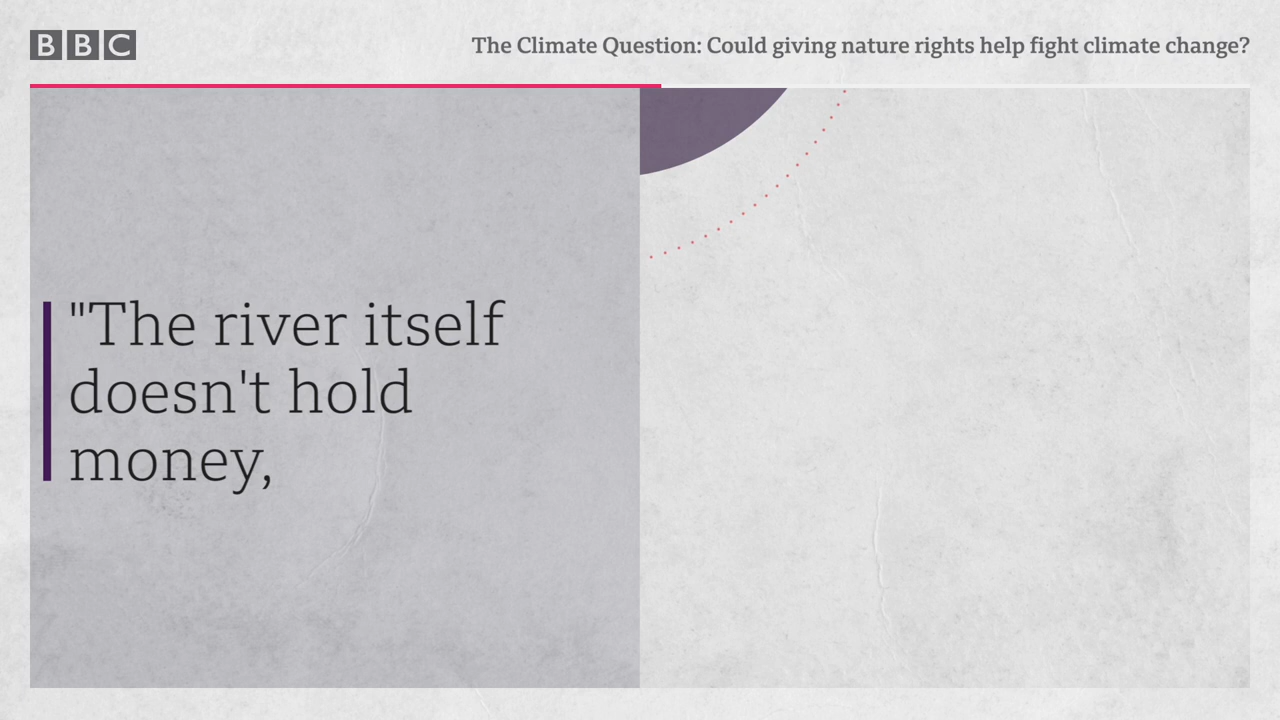 BBC
The Climate Question: Could giving nature rights help fight climate change?
"The river itself
doesn't hold
money,